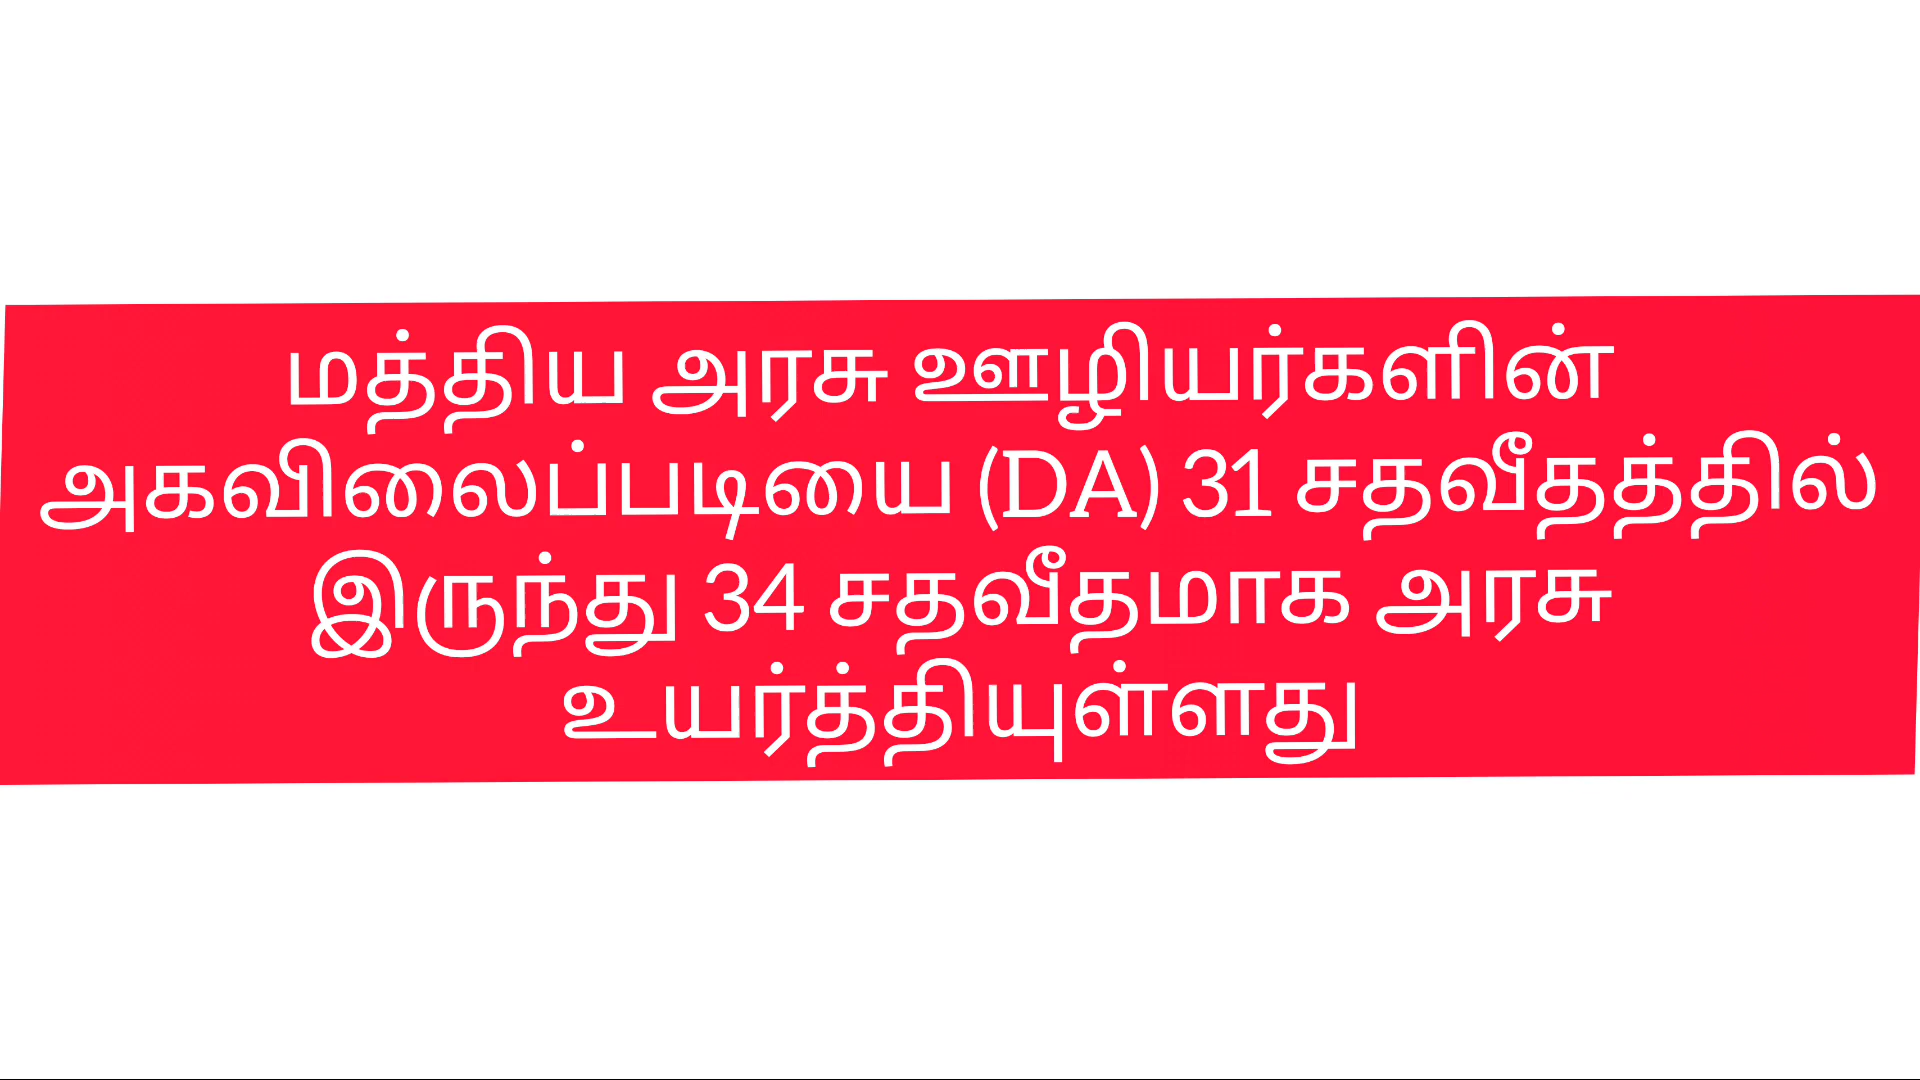 மத்திய அரசு ஊழியர்களின்
அகவிலைப்படியை (DA) 31 சதவீதத்தில்
இருந்து 34 சதவீதமாக அரசு
உயர்த்தியுள்ளது